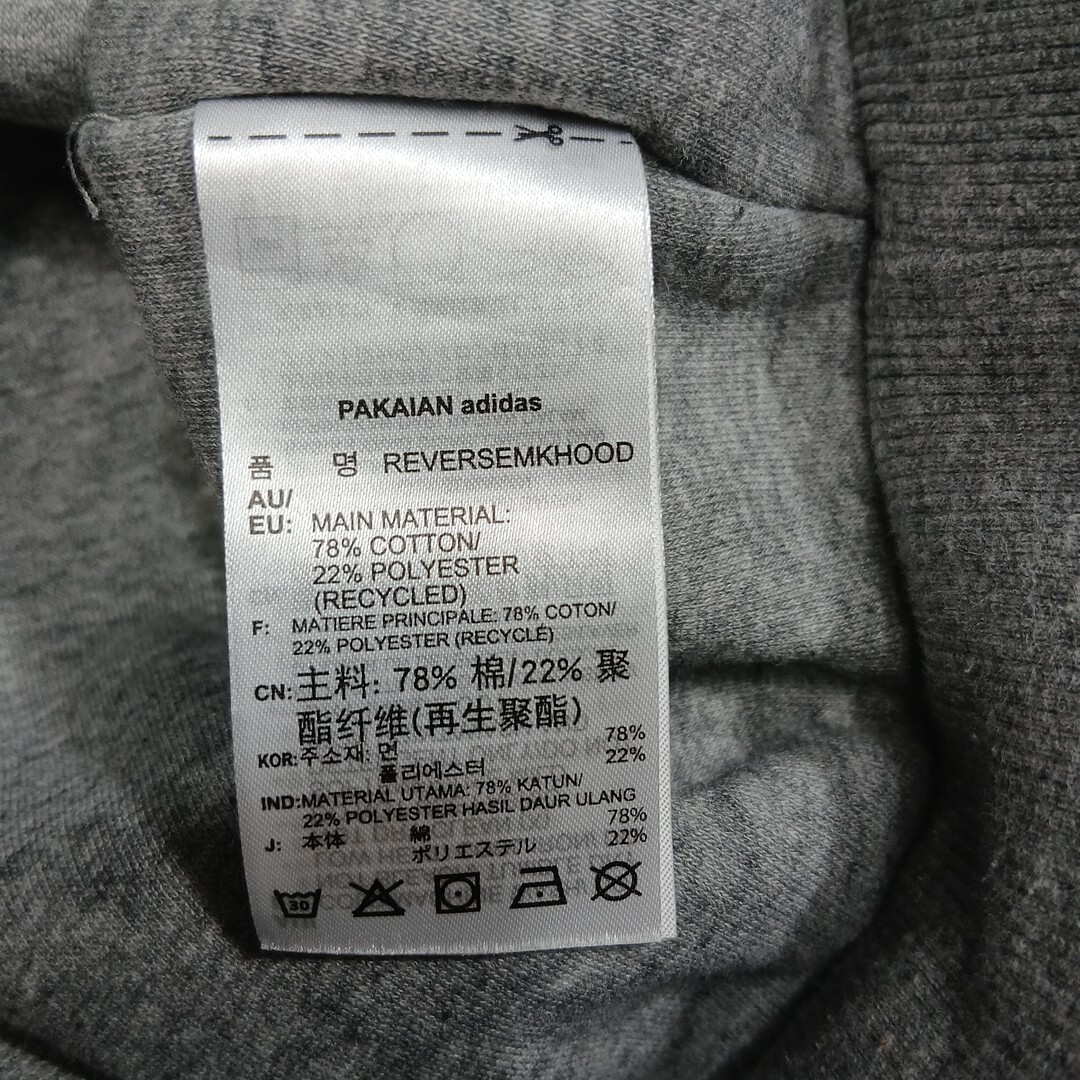 PAKAIAN adidas
품 명 REVERSEMKHOOD
AU/
EU: MAIN MATERIAL:
78% COTTON/
22% POLYESTER
(RECYCLED)
F: MATIERE PRINCIPALE: 78% COTON/
22% POLYESTER (RECYCLÉ)
CN: 主料: 78% 棉/22% 聚
酯纤维(再生聚酯)
KOR: 주소재: 면 78%
폴리에스터 22%
IND: MATERIAL UTAMA: 78% KATUN/
22% POLYESTER HASIL DAUR ULANG
J: 本体 綿 78%
ポリエステル 22%
30